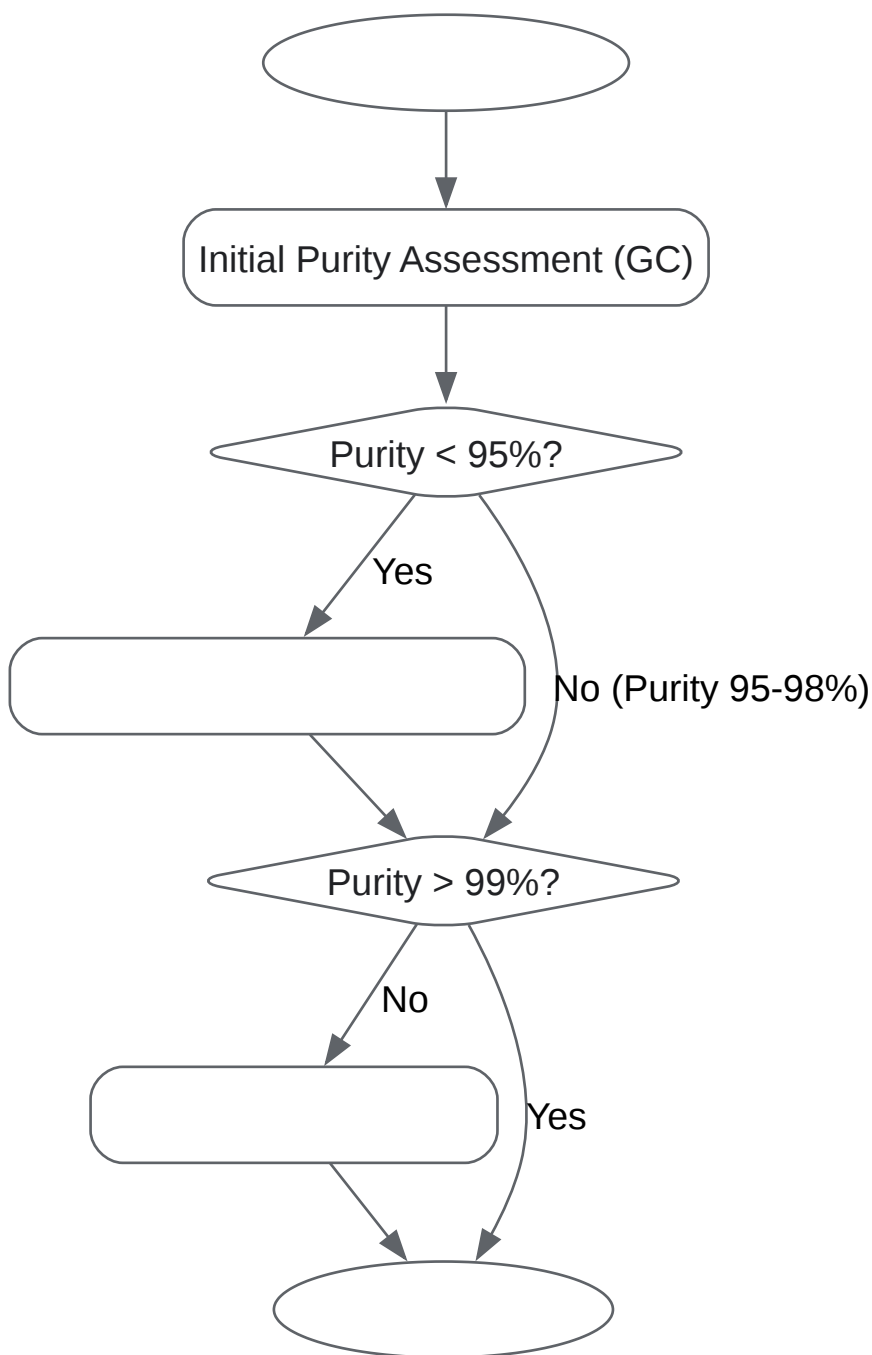 Initial Purity Assessment (GC)
Purity < 95%?
Yes
No (Purity 95-98%)
Purity > 99%?
No
Yes